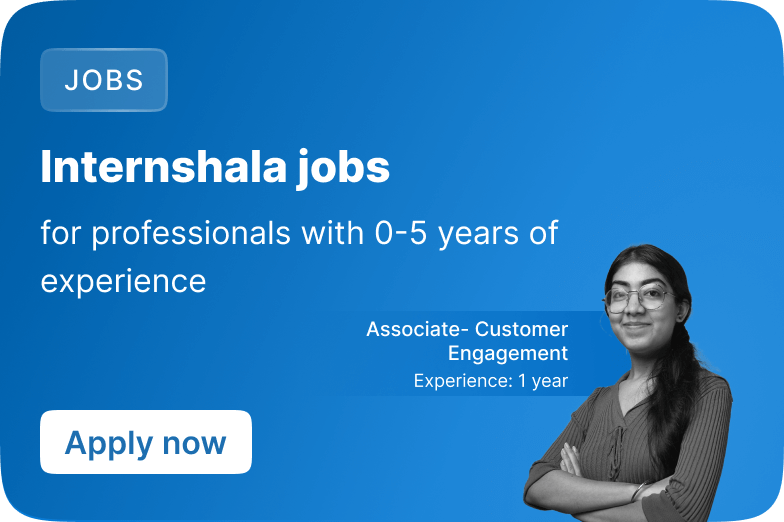 JOBS
Internshala jobs
for professionals with 0-5 years of
experience
Associate- Customer
Engagement
Experience: 1 year
Apply now